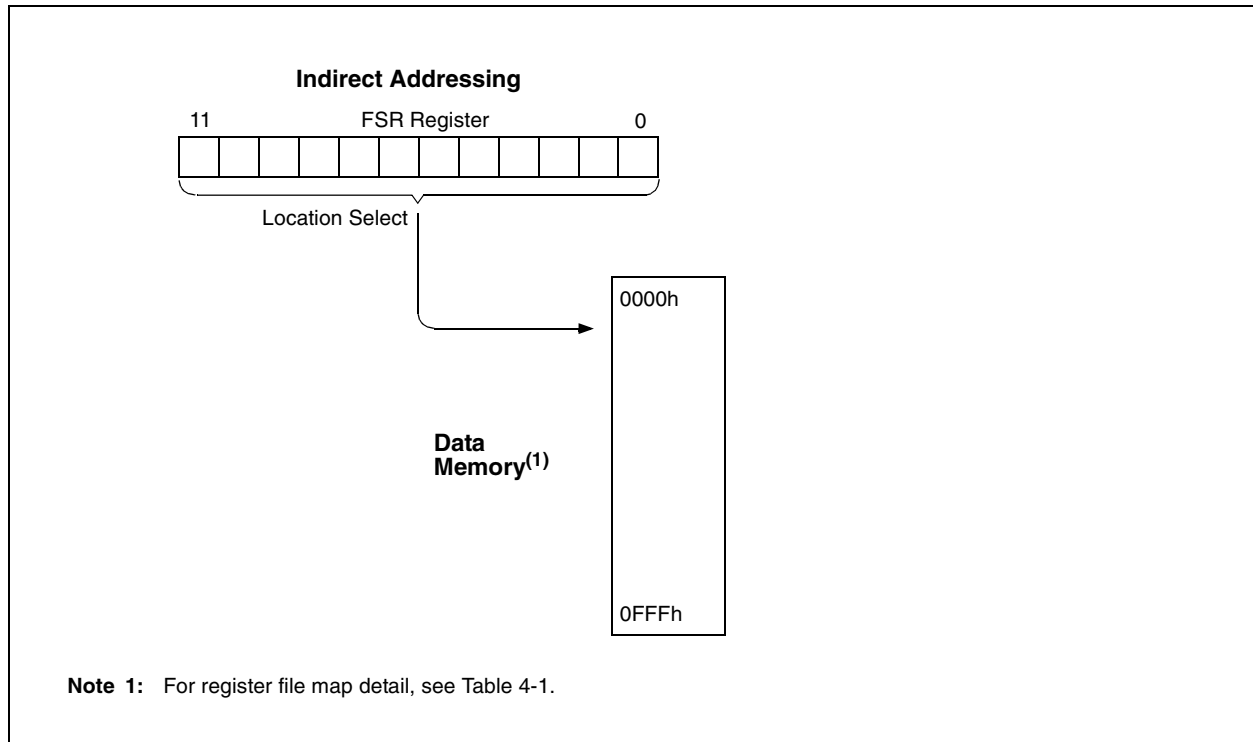 Indirect Addressing
11 FSR Register 0
Location Select
0000h
Data
Memory(1)
0FFFh
Note 1: For register file map detail, see Table 4-1.